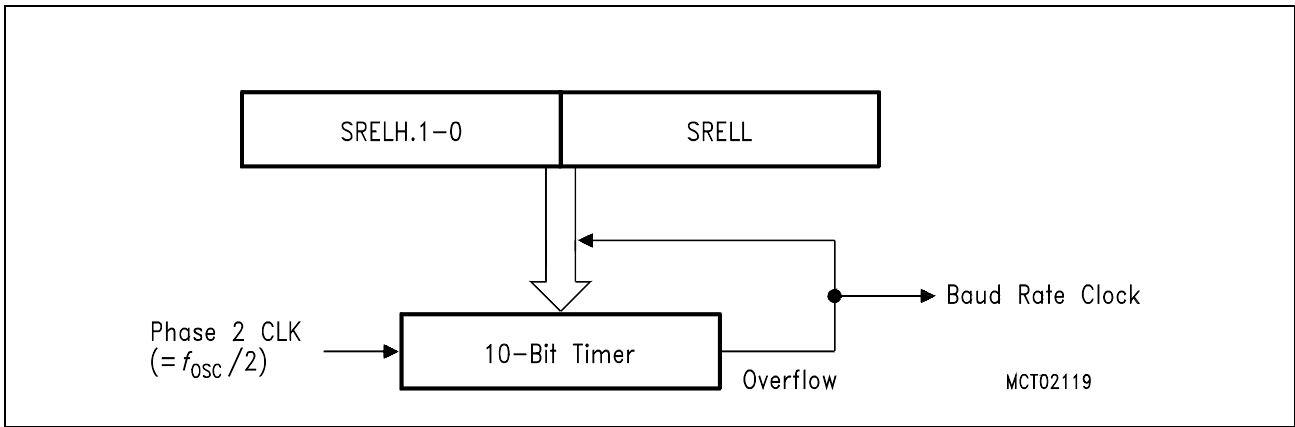 SRELH.1-0
SRELL
Baud Rate Clock
Phase 2 CLK
(=fOSC/2)
10-Bit Timer
Overflow
MCT02119